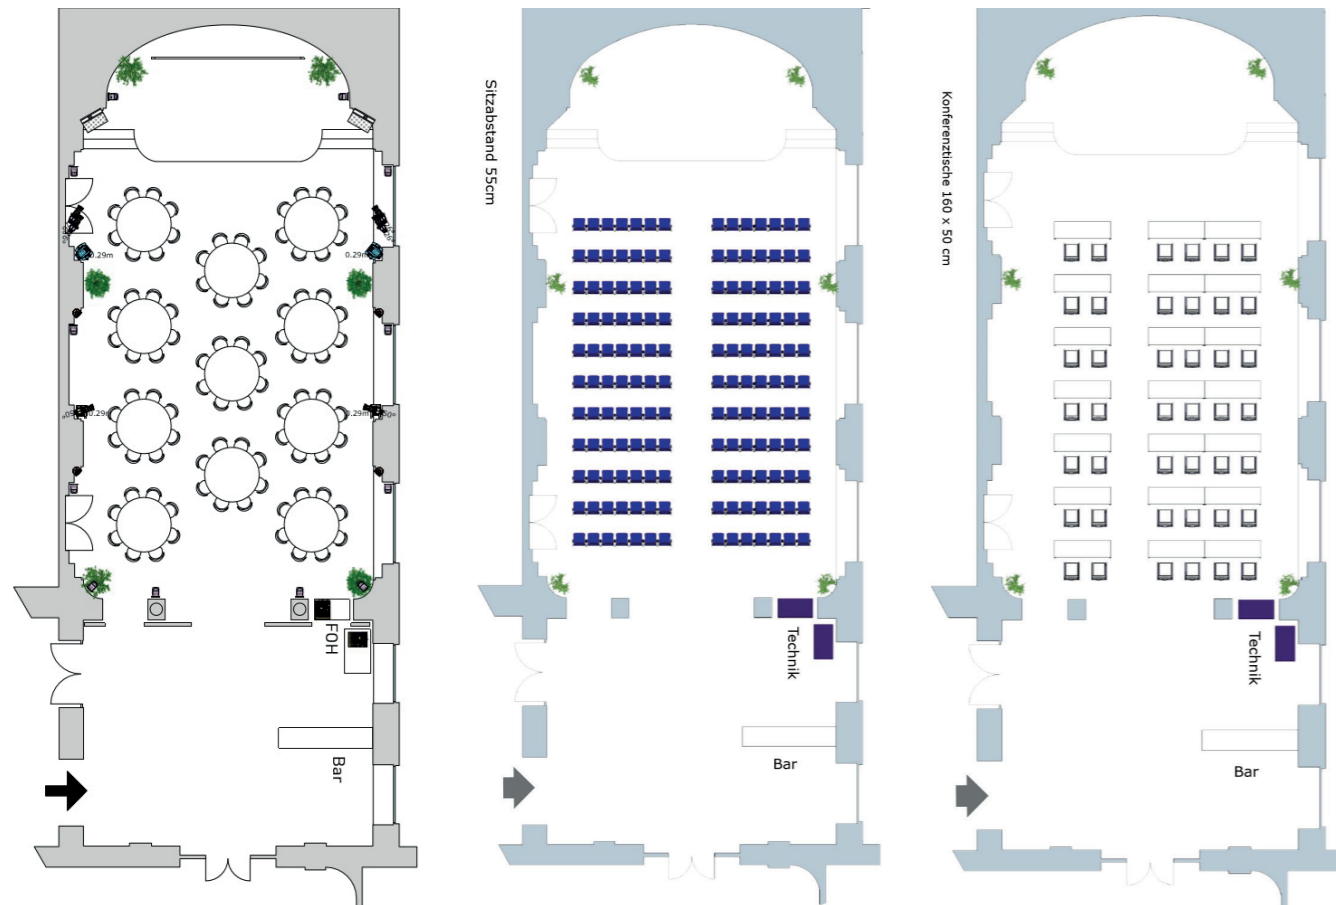 0.29m
0.29m
0.29m
0.29m
FOH
Bar
Sitzabstand 55cm
Technik
Bar
Konferenztische 160 x 50 cm
Technik
Bar